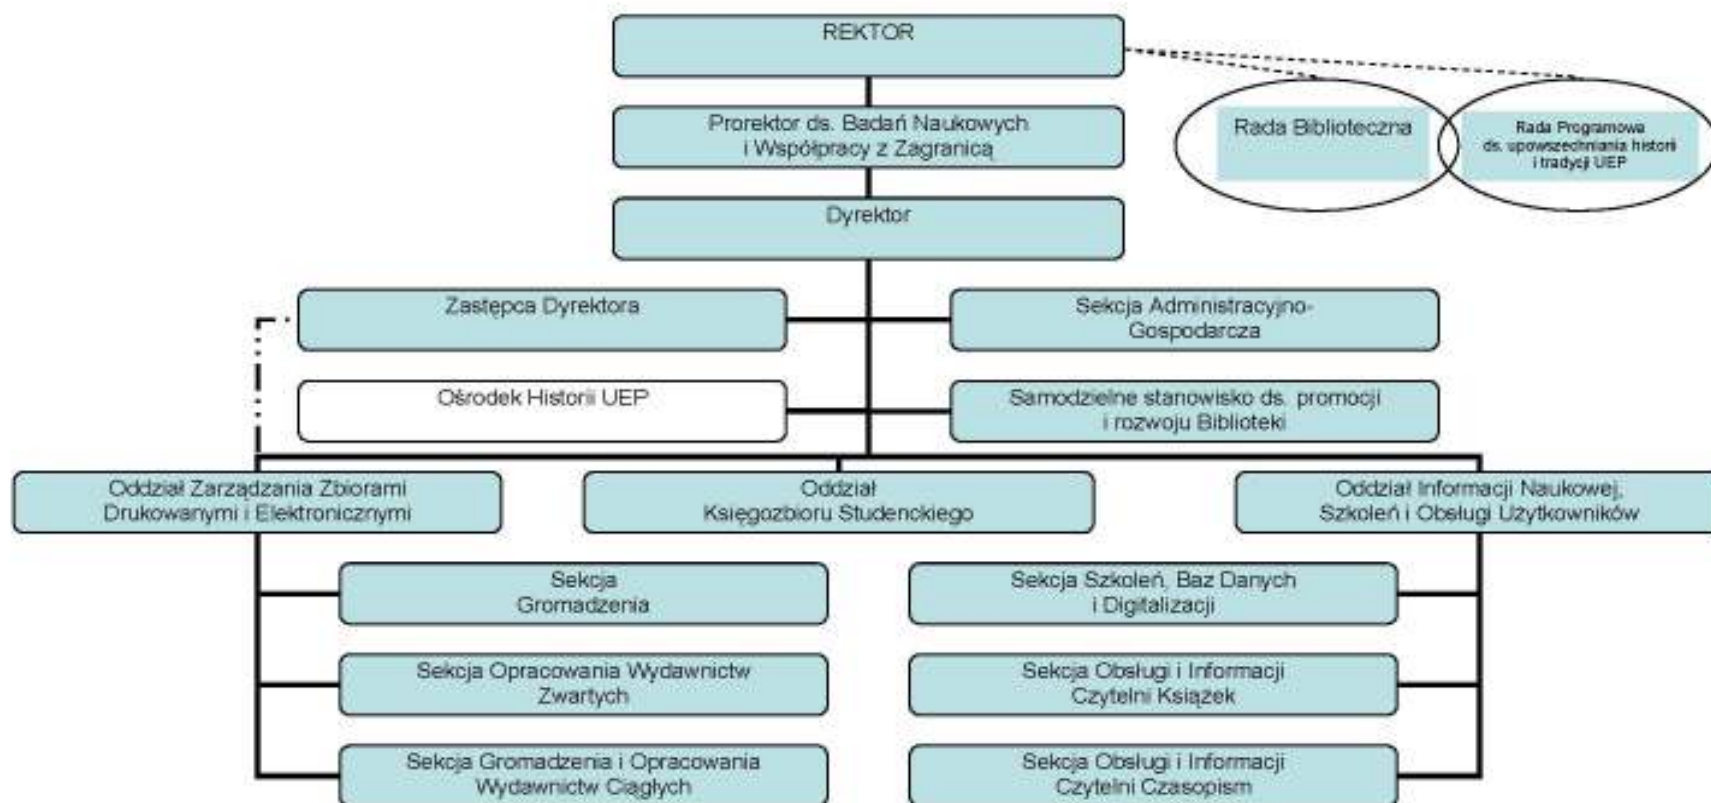 REKTOR
Prorektor ds. Badań Naukowych
i Współpracy z Zagranicą
Rada Biblioteczna
Rada Programowa
ds. upowszechniania historii
i tradycji UEP
Dyrektor
Zastępca Dyrektora
Sekcja Administracyjno-
Gospodarcza
Ośrodek Historii UEP
Samodzielne stanowisko ds. promocji
i rozwoju Biblioteki
Oddział Zarządzania Zbiorami
Drukowanymi i Elektronicznymi
Oddział
Księgozbioru Studenckiego
Oddział Informacji Naukowej,
Szkoleń i Obsługi Użytkowników
Sekcja
Gromadzenia
Sekcja Szkoleń, Baz Danych
i Digitalizacji
Sekcja Opracowania Wydawnictw
Zwartych
Sekcja Obsługi i Informacji
Czytelni Książek
Sekcja Gromadzenia i Opracowania
Wydawnictw Ciągłych
Sekcja Obsługi i Informacji
Czytelni Czasopism